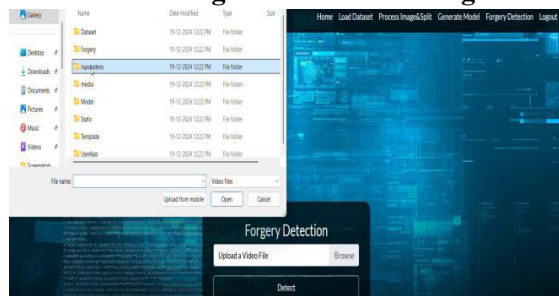 Gallery
Name Date modified Type Size
Home Load Dataset Process Image&Split Generate Model Forgery Detection Logout
Dataset 19-12-2024 12:22 PM File folder
Desktop Forgery 19-12-2024 12:22 PM File folder
Downloads inputvideos 19-12-2024 12:22 PM File folder
Documents media 19-12-2024 12:22 PM File folder
Pictures Model 19-12-2024 12:22 PM File folder
Music Static 19-12-2024 12:22 PM File folder
Videos Template 19-12-2024 12:22 PM File folder
Screenshots UserApp 19-12-2024 12:22 PM File folder
File name: Video files
Upload from mobile Open Cancel
Forgery Detection
Upload a Video File Browse
Detect